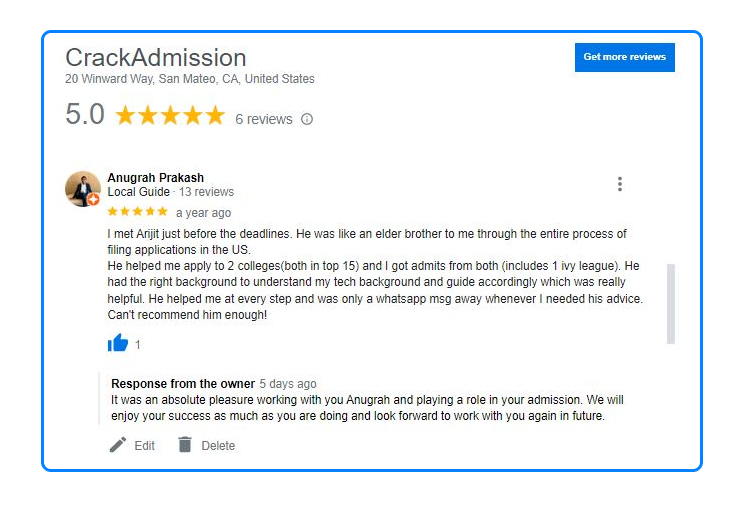 CrackAdmission
Get more reviews
20 Winward Way, San Mateo, CA, United States
5.0
6 reviews
Anugrah Prakash
Local Guide · 13 reviews
a year ago
I met Arijit just before the deadlines. He was like an elder brother to me through the entire process of
filing applications in the US.
He helped me apply to 2 colleges(both in top 15) and I got admits from both (includes 1 ivy league). He
had the right background to understand my tech background and guide accordingly which was really
helpful. He helped me at every step and was only a whatsapp msg away whenever I needed his advice.
Can't recommend him enough!
1
Response from the owner 5 days ago
It was an absolute pleasure working with you Anugrah and playing a role in your admission. We will
enjoy your success as much as you are doing and look forward to work with you again in future.
Edit Delete